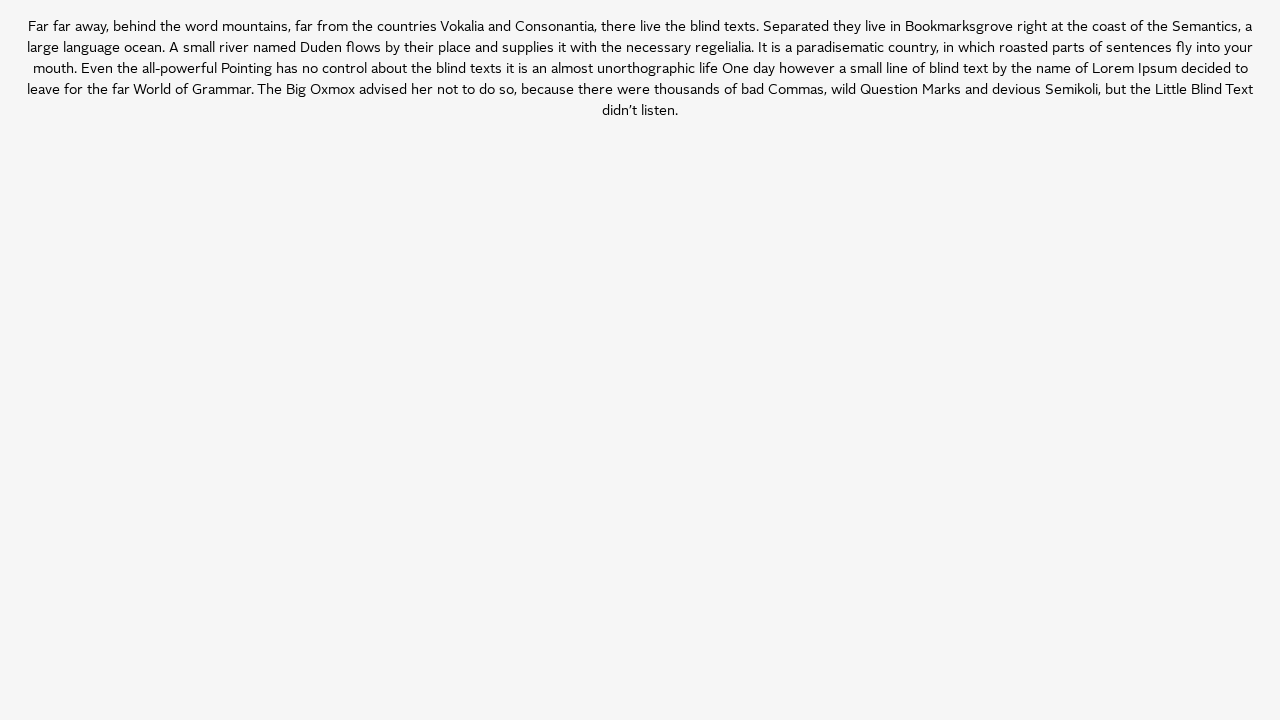 Far far away, behind the word mountains, far from the countries Vokalia and Consonantia, there live the blind texts. Separated they live in Bookmarksgrove right at the coast of the Semantics, a
large language ocean. A small river named Duden flows by their place and supplies it with the necessary regelialia. It is a paradisematic country, in which roasted parts of sentences fly into your
mouth. Even the all-powerful Pointing has no control about the blind texts it is an almost unorthographic life One day however a small line of blind text by the name of Lorem Ipsum decided to
leave for the far World of Grammar. The Big Oxmox advised her not to do so, because there were thousands of bad Commas, wild Question Marks and devious Semikoli, but the Little Blind Text
didn't listen.